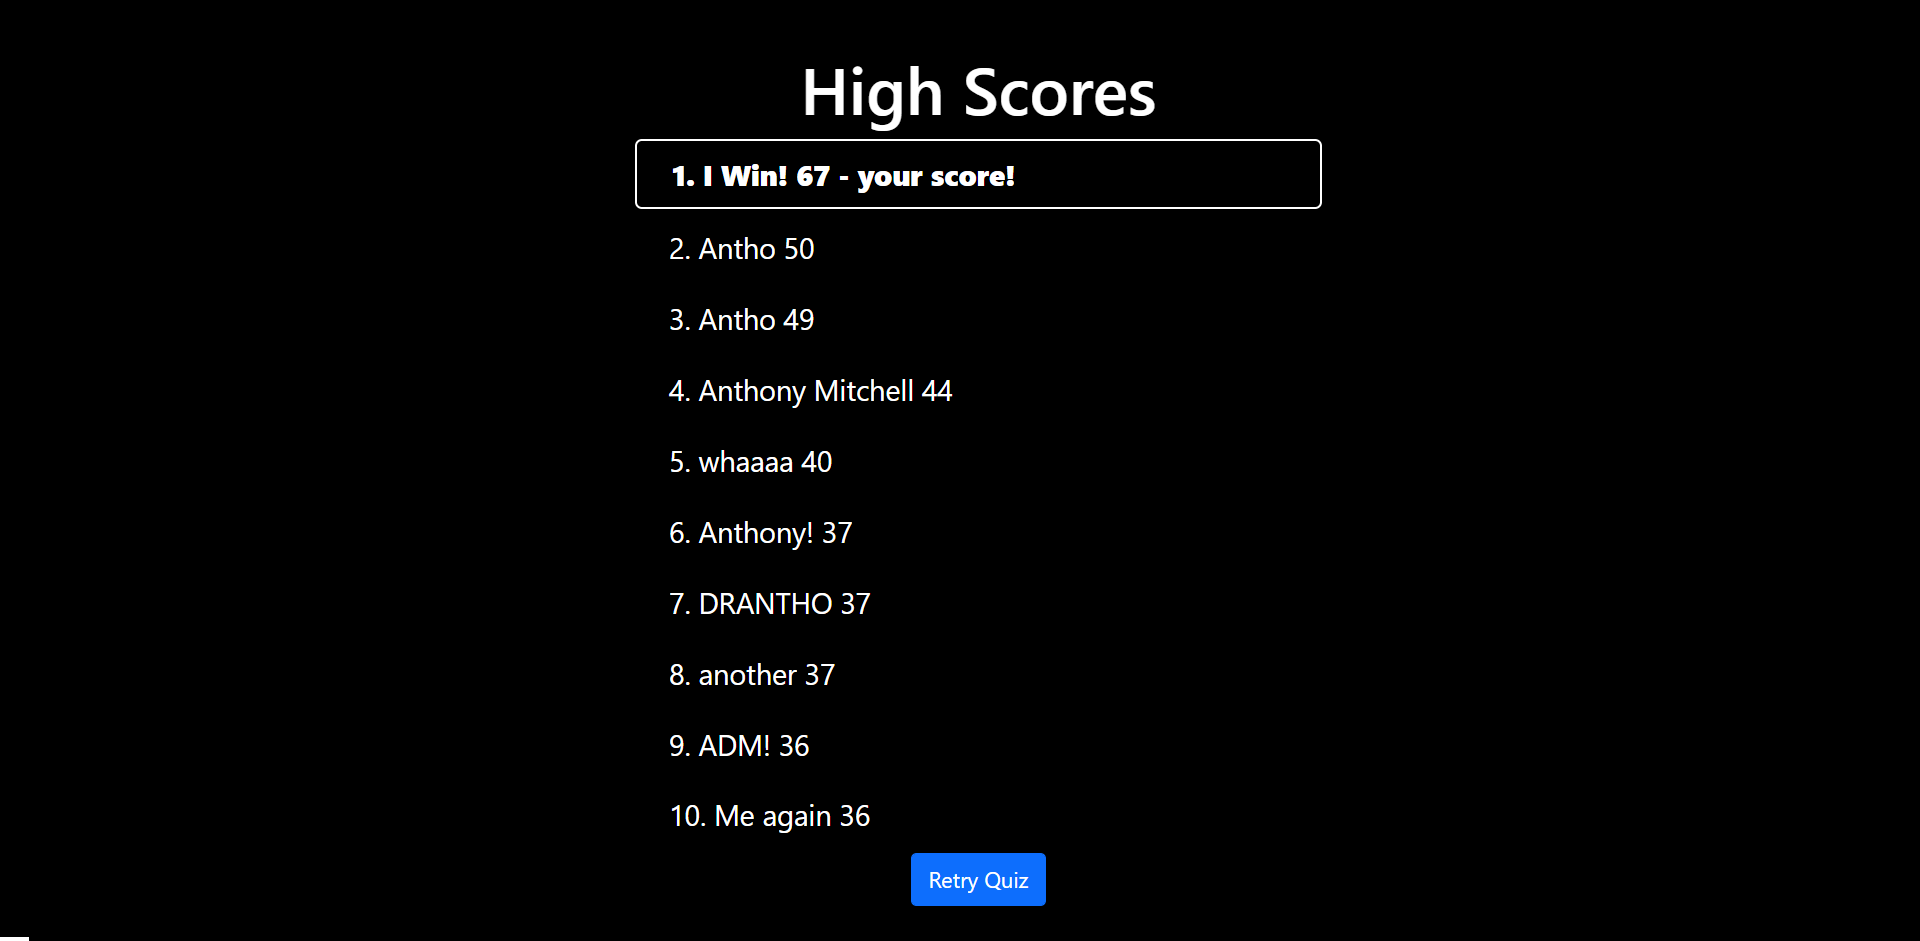 High Scores
1. I Win! 67 - your score!
2. Antho 50
3. Antho 49
4. Anthony Mitchell 44
5. whaaaa 40
6. Anthony! 37
7. DRANTHO 37
8. another 37
9. ADM! 36
10. Me again 36
Retry Quiz